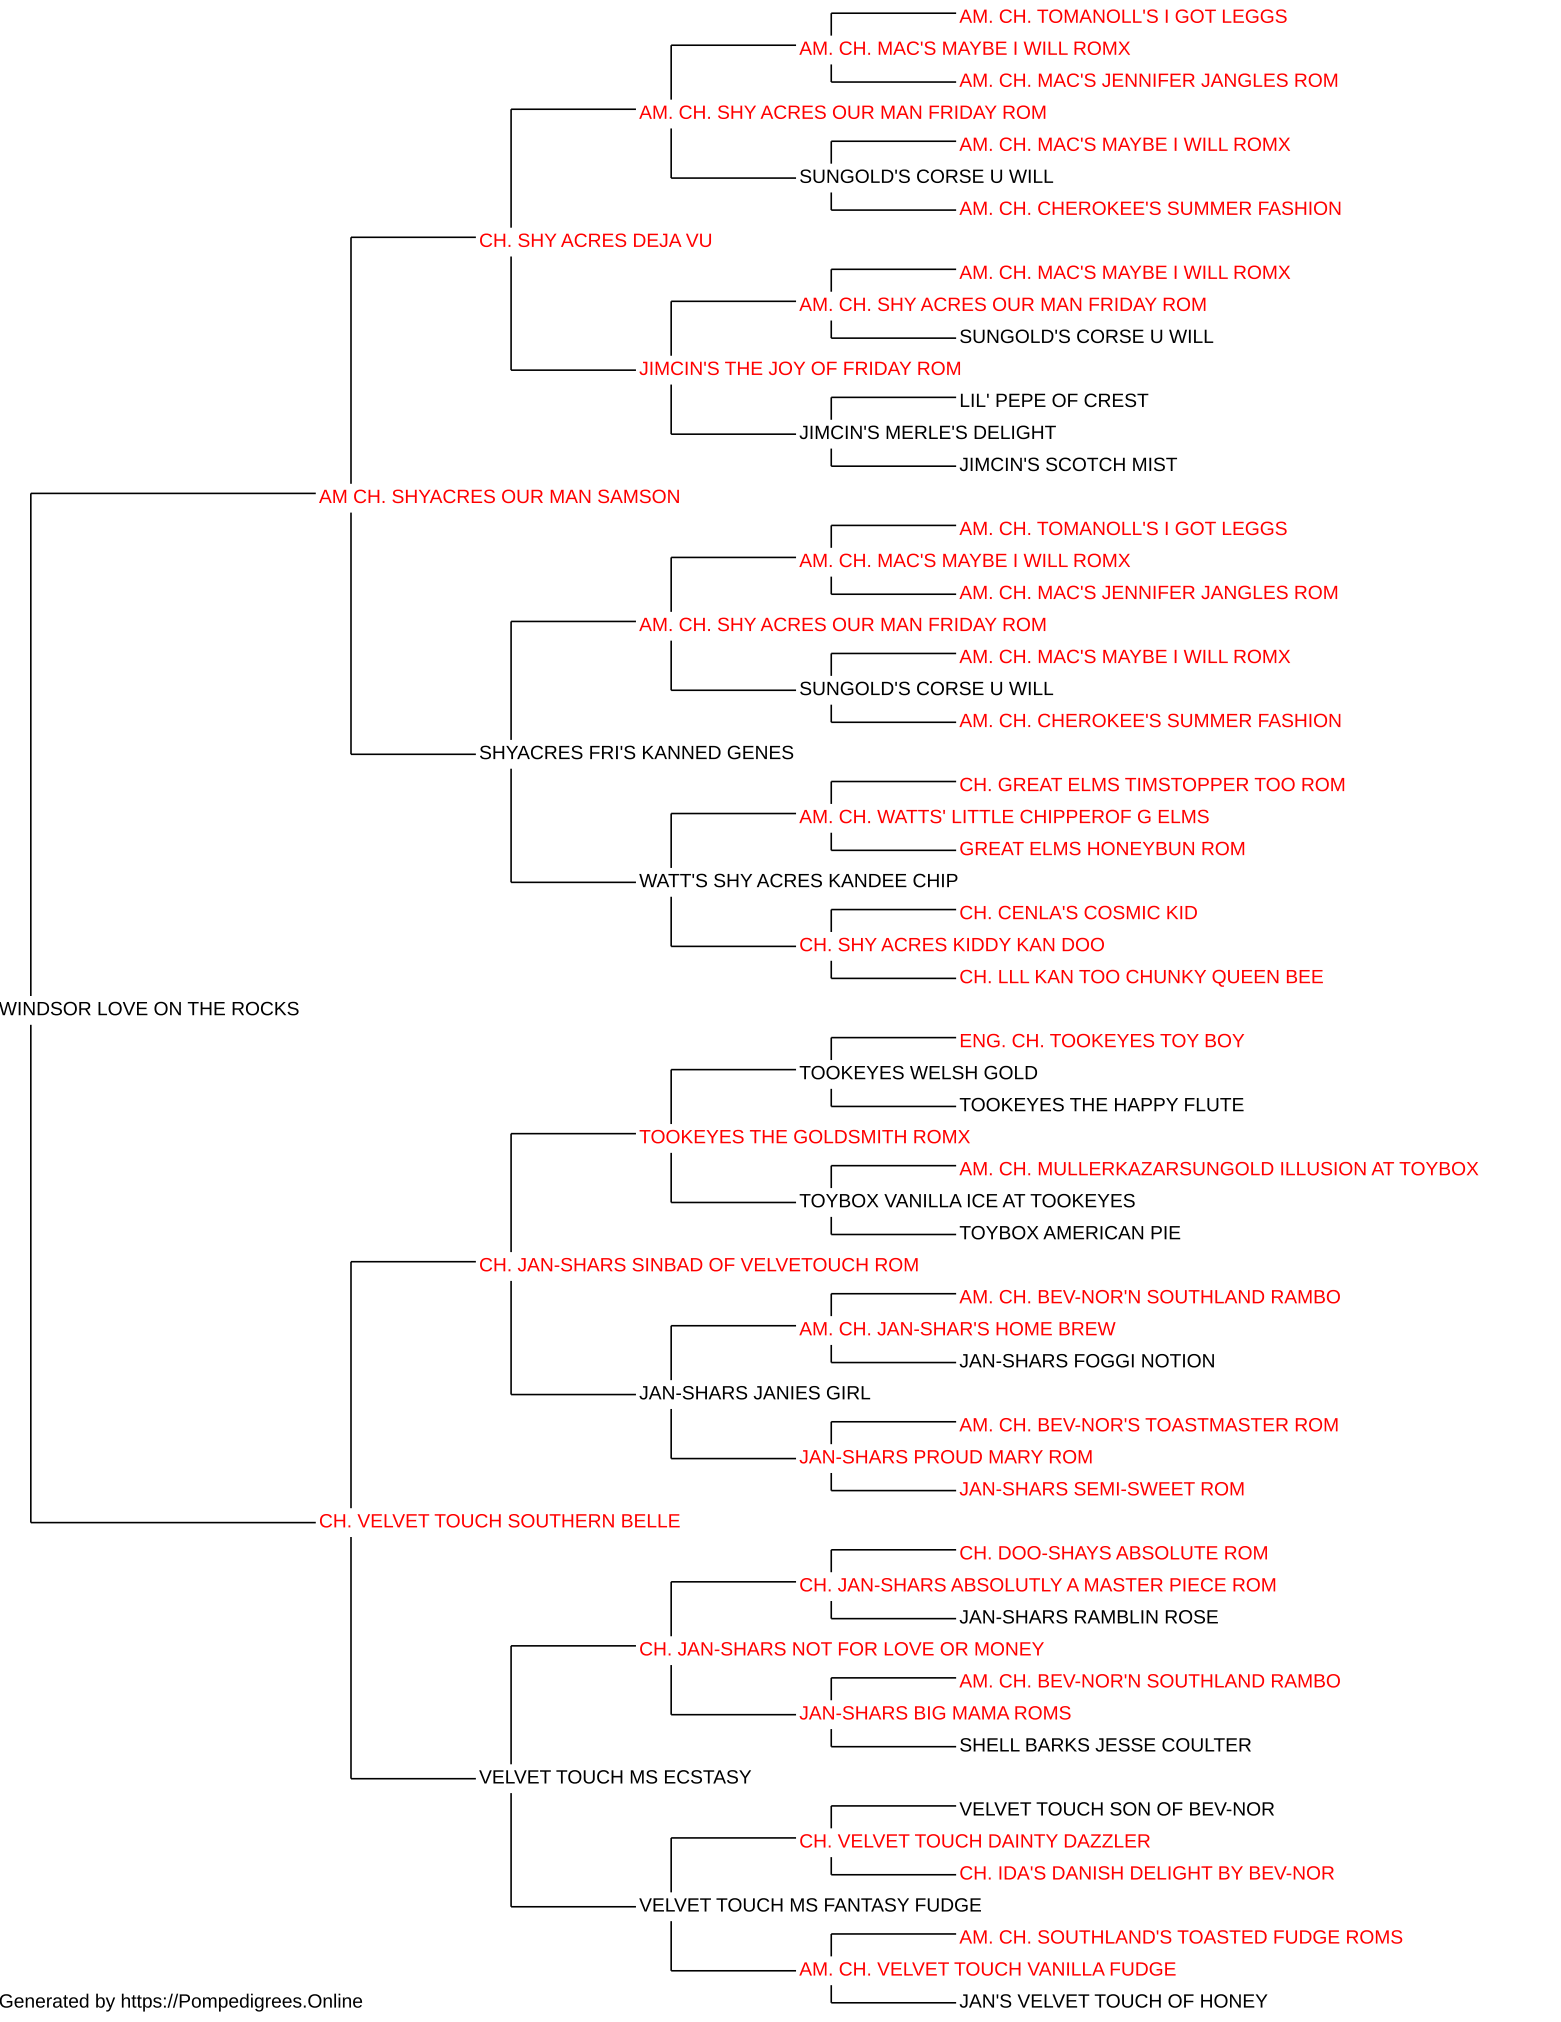 AM. CH. TOMANOLL'S I GOT LEGGS
AM. CH. MAC'S MAYBE I WILL ROMX
AM. CH. MAC'S JENNIFER JANGLES ROM
AM. CH. SHY ACRES OUR MAN FRIDAY ROM
AM. CH. MAC'S MAYBE I WILL ROMX
SUNGOLD'S CORSE U WILL
AM. CH. CHEROKEE'S SUMMER FASHION
CH. SHY ACRES DEJA VU
AM. CH. MAC'S MAYBE I WILL ROMX
AM. CH. SHY ACRES OUR MAN FRIDAY ROM
SUNGOLD'S CORSE U WILL
JIMCIN'S THE JOY OF FRIDAY ROM
LIL' PEPE OF CREST
JIMCIN'S MERLE'S DELIGHT
JIMCIN'S SCOTCH MIST
AM CH. SHYACRES OUR MAN SAMSON
AM. CH. TOMANOLL'S I GOT LEGGS
AM. CH. MAC'S MAYBE I WILL ROMX
AM. CH. MAC'S JENNIFER JANGLES ROM
AM. CH. SHY ACRES OUR MAN FRIDAY ROM
AM. CH. MAC'S MAYBE I WILL ROMX
SUNGOLD'S CORSE U WILL
AM. CH. CHEROKEE'S SUMMER FASHION
SHYACRES FRI'S KANNED GENES
CH. GREAT ELMS TIMSTOPPER TOO ROM
AM. CH. WATTS' LITTLE CHIPPEROF G ELMS
GREAT ELMS HONEYBUN ROM
WATT'S SHY ACRES KANDEE CHIP
CH. CENLA'S COSMIC KID
CH. SHY ACRES KIDDY KAN DOO
CH. LLL KAN TOO CHUNKY QUEEN BEE
WINDSOR LOVE ON THE ROCKS
ENG. CH. TOOKEYES TOY BOY
TOOKEYES WELSH GOLD
TOOKEYES THE HAPPY FLUTE
TOOKEYES THE GOLDSMITH ROMX
AM. CH. MULLERKAZARSUNGOLD ILLUSION AT TOYBOX
TOYBOX VANILLA ICE AT TOOKEYES
TOYBOX AMERICAN PIE
CH. JAN-SHARS SINBAD OF VELVETOUCH ROM
AM. CH. BEV-NOR'N SOUTHLAND RAMBO
AM. CH. JAN-SHAR'S HOME BREW
JAN-SHARS FOGGI NOTION
JAN-SHARS JANIES GIRL
AM. CH. BEV-NOR'S TOASTMASTER ROM
JAN-SHARS PROUD MARY ROM
JAN-SHARS SEMI-SWEET ROM
CH. VELVET TOUCH SOUTHERN BELLE
CH. DOO-SHAYS ABSOLUTE ROM
CH. JAN-SHARS ABSOLUTLY A MASTER PIECE ROM
JAN-SHARS RAMBLIN ROSE
CH. JAN-SHARS NOT FOR LOVE OR MONEY
AM. CH. BEV-NOR'N SOUTHLAND RAMBO
JAN-SHARS BIG MAMA ROMS
SHELL BARKS JESSE COULTER
VELVET TOUCH MS ECSTASY
VELVET TOUCH SON OF BEV-NOR
CH. VELVET TOUCH DAINTY DAZZLER
CH. IDA'S DANISH DELIGHT BY BEV-NOR
VELVET TOUCH MS FANTASY FUDGE
AM. CH. SOUTHLAND'S TOASTED FUDGE ROMS
AM. CH. VELVET TOUCH VANILLA FUDGE
JAN'S VELVET TOUCH OF HONEY
Generated by https://Pompedigrees.Online